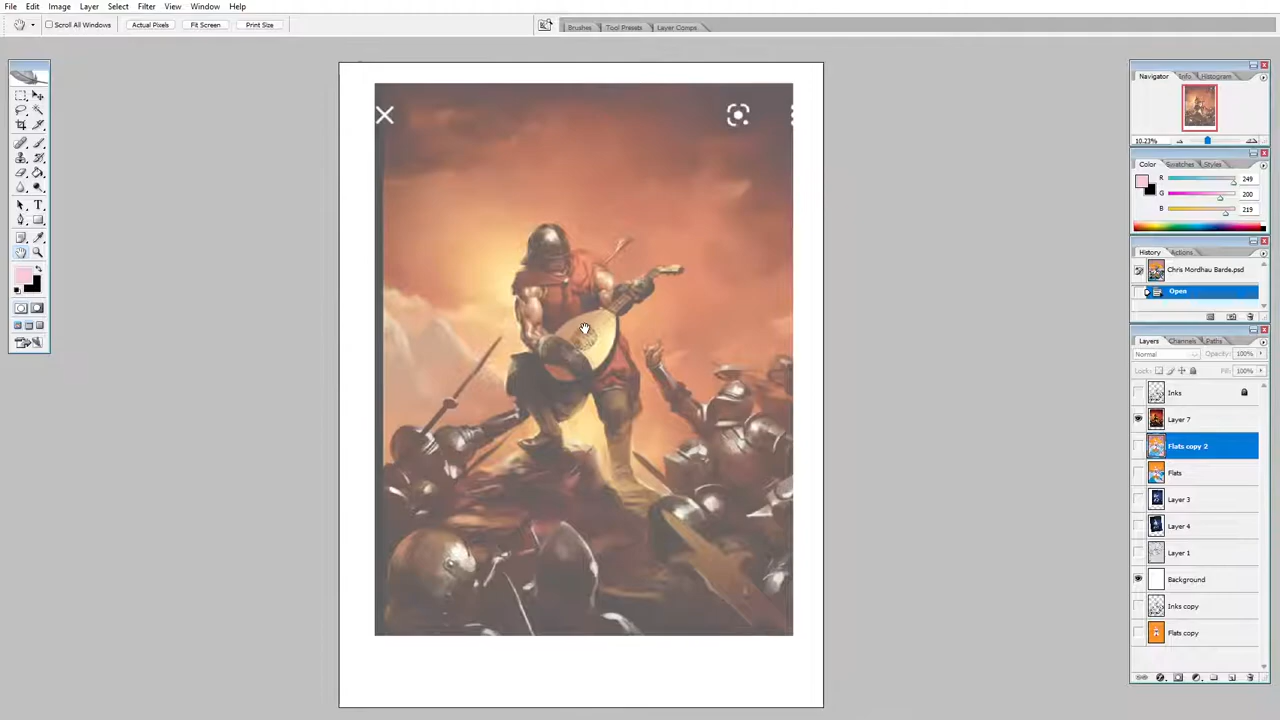 File Edit Image Layer Select Filter View Window Help
Scroll All Windows Actual Pixels Fit Screen Print Size Brushes Tool Presets Layer Comps
Navigator Info Histogram
10.23%
Color Swatches Styles
R 249
G 200
B 219
History Actions
Chris Mordhau Barde.psd
Open
Layers Channels Paths
Normal Opacity: 100%
Lock: Fill: 100%
Inks
Layer 7
Flats copy 2
Flats
Layer 3
Layer 4
Layer 1
Background
Inks copy
Flats copy